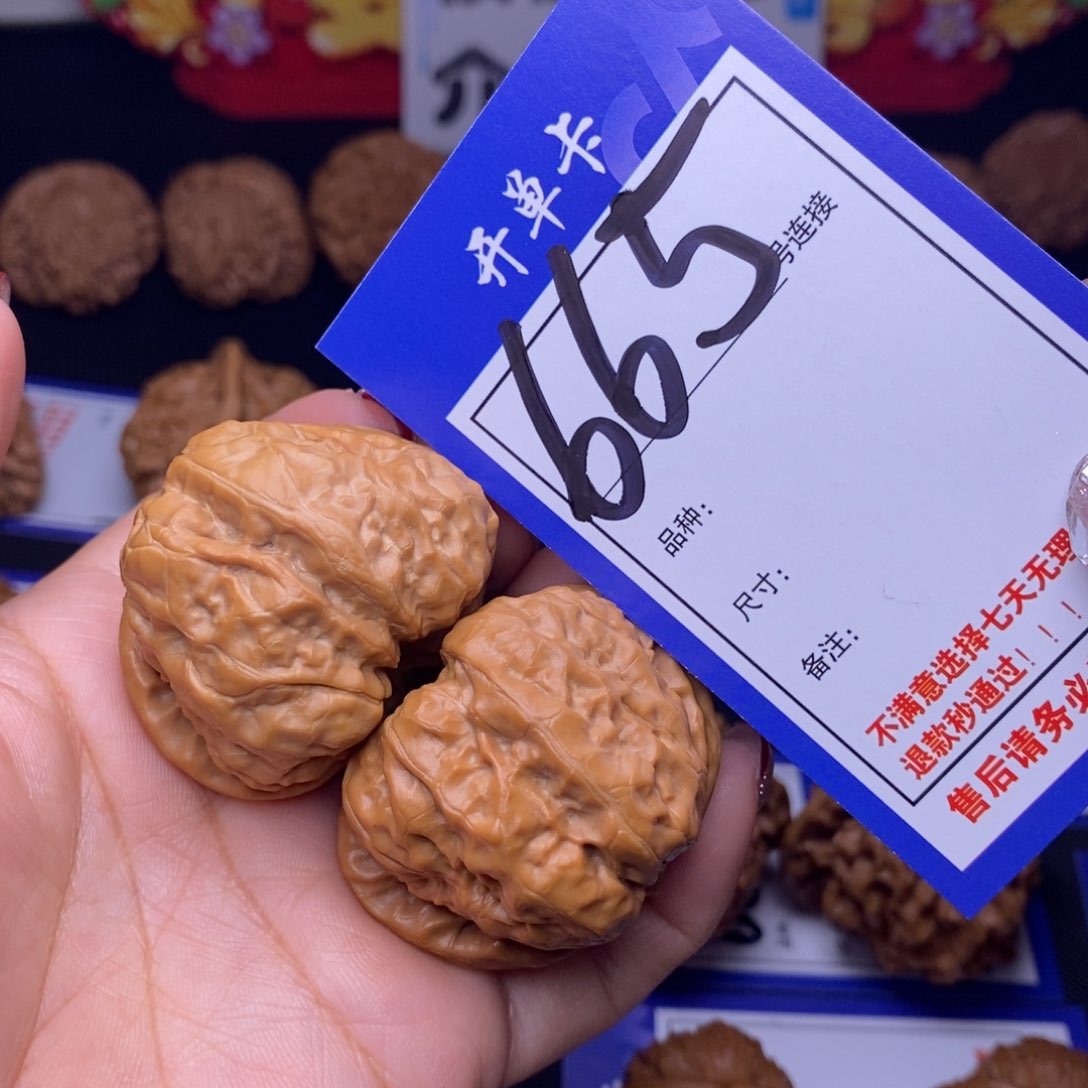 开单卡
665
号连接
品种：
尺寸：
备注：
不满意选择七天无理
退款秒通过！！！
售后请务必